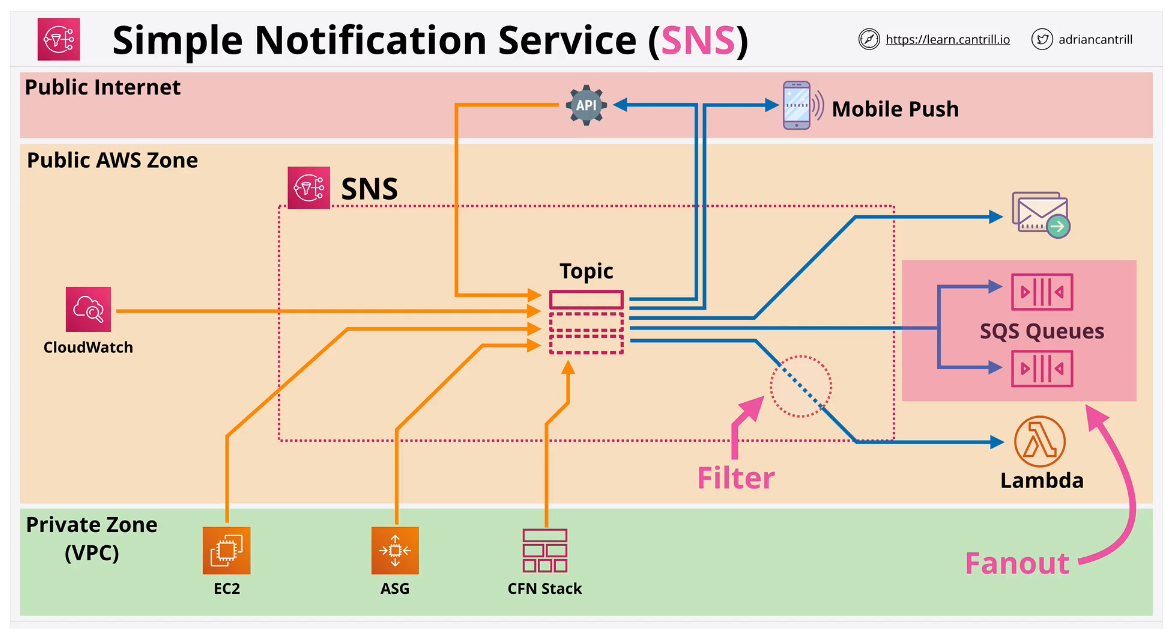 Simple Notification Service (SNS)
https://learn.cantrill.io
adriancantrill
Public Internet
API
Mobile Push
Public AWS Zone
SNS
Topic
CloudWatch
SQS Queues
Filter
Lambda
Private Zone
(VPC)
EC2
ASG
CFN Stack
Fanout